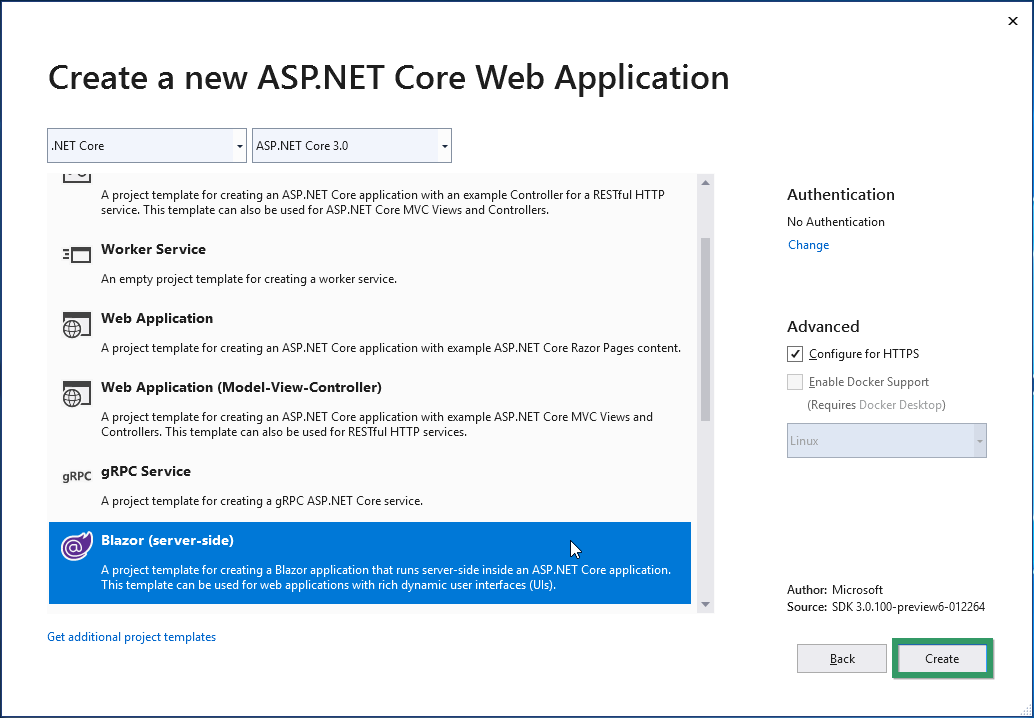 Create a new ASP.NET Core Web Application
.NET Core
ASP.NET Core 3.0
A project template for creating an ASP.NET Core application with an example Controller for a RESTful HTTP
service. This template can also be used for ASP.NET Core MVC Views and Controllers.
Worker Service
An empty project template for creating a worker service.
Web Application
A project template for creating an ASP.NET Core application with example ASP.NET Core Razor Pages content.
Web Application (Model-View-Controller)
A project template for creating an ASP.NET Core application with example ASP.NET Core MVC Views and
Controllers. This template can also be used for RESTful HTTP services.
gRPC
gRPC Service
A project template for creating a gRPC ASP.NET Core service.
Blazor (server-side)
A project template for creating a Blazor application that runs server-side inside an ASP.NET Core application.
This template can be used for web applications with rich dynamic user interfaces (UIs).
Get additional project templates
Authentication
No Authentication
Change
Advanced
Configure for HTTPS
Enable Docker Support
(Requires Docker Desktop)
Linux
Author: Microsoft
Source: SDK 3.0.100-preview6-012264
Back
Create